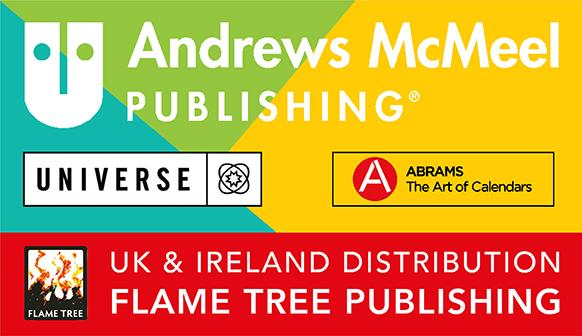 Andrews McMeel
PUBLISHING®
UNIVERSE
A
ABRAMS
The Art of Calendars
FLAME TREE
UK & IRELAND DISTRIBUTION
FLAME TREE PUBLISHING